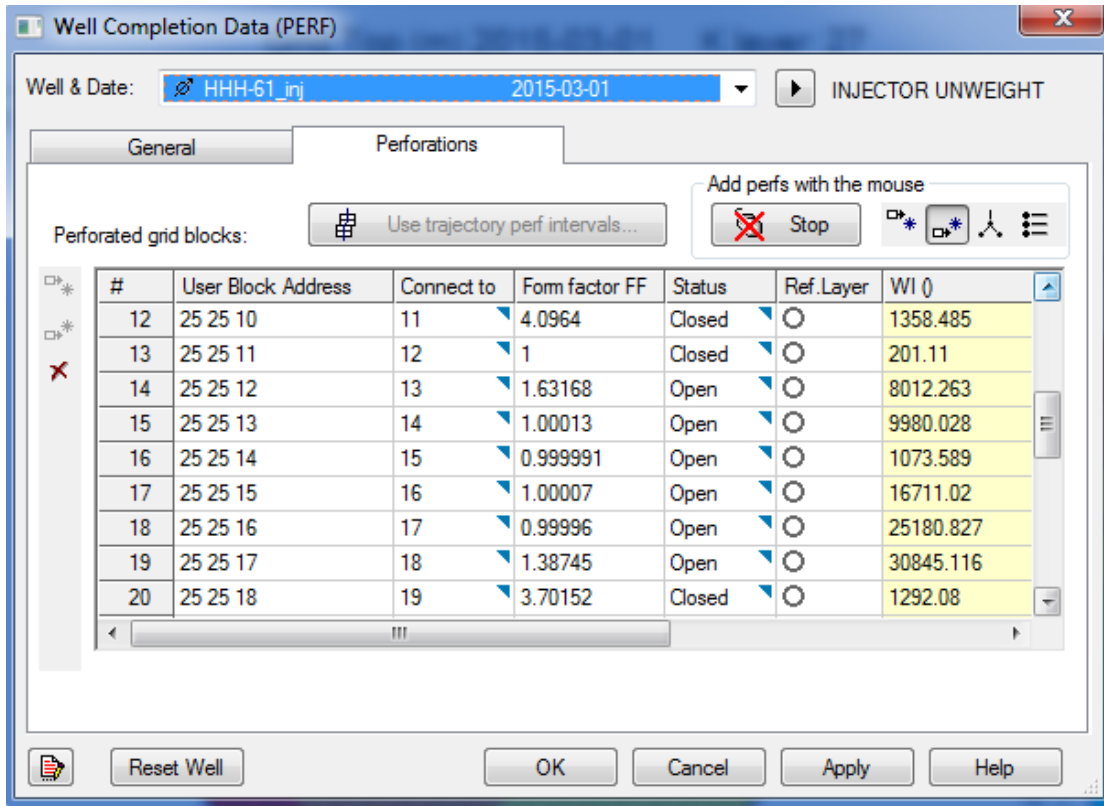 Well Completion Data (PERF)
Well & Date: HHH-61_inj 2015-03-01 INJECTOR UNWEIGHT
General Perforations
Add perfs with the mouse
Perforated grid blocks: Use trajectory perf intervals... Stop
# User Block Address Connect to Form factor FF Status Ref.Layer WI ()
12 25 25 10 11 4.0964 Closed 1358.485
13 25 25 11 12 1 Closed 201.11
14 25 25 12 13 1.63168 Open 8012.263
15 25 25 13 14 1.00013 Open 9980.028
16 25 25 14 15 0.999991 Open 1073.589
17 25 25 15 16 1.00007 Open 16711.02
18 25 25 16 17 0.99996 Open 25180.827
19 25 25 17 18 1.38745 Open 30845.116
20 25 25 18 19 3.70152 Closed 1292.08
Reset Well OK Cancel Apply Help